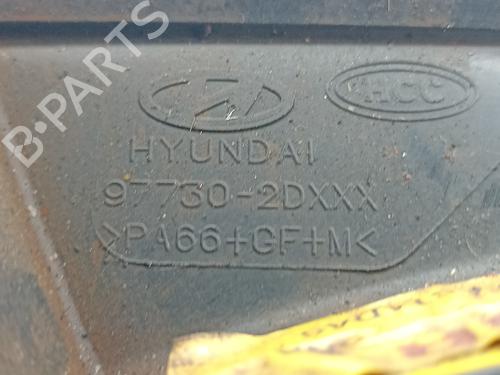 B-PARTS
HCC
HYUNDAI
97730-2DXXX
>PA66+GF+M<